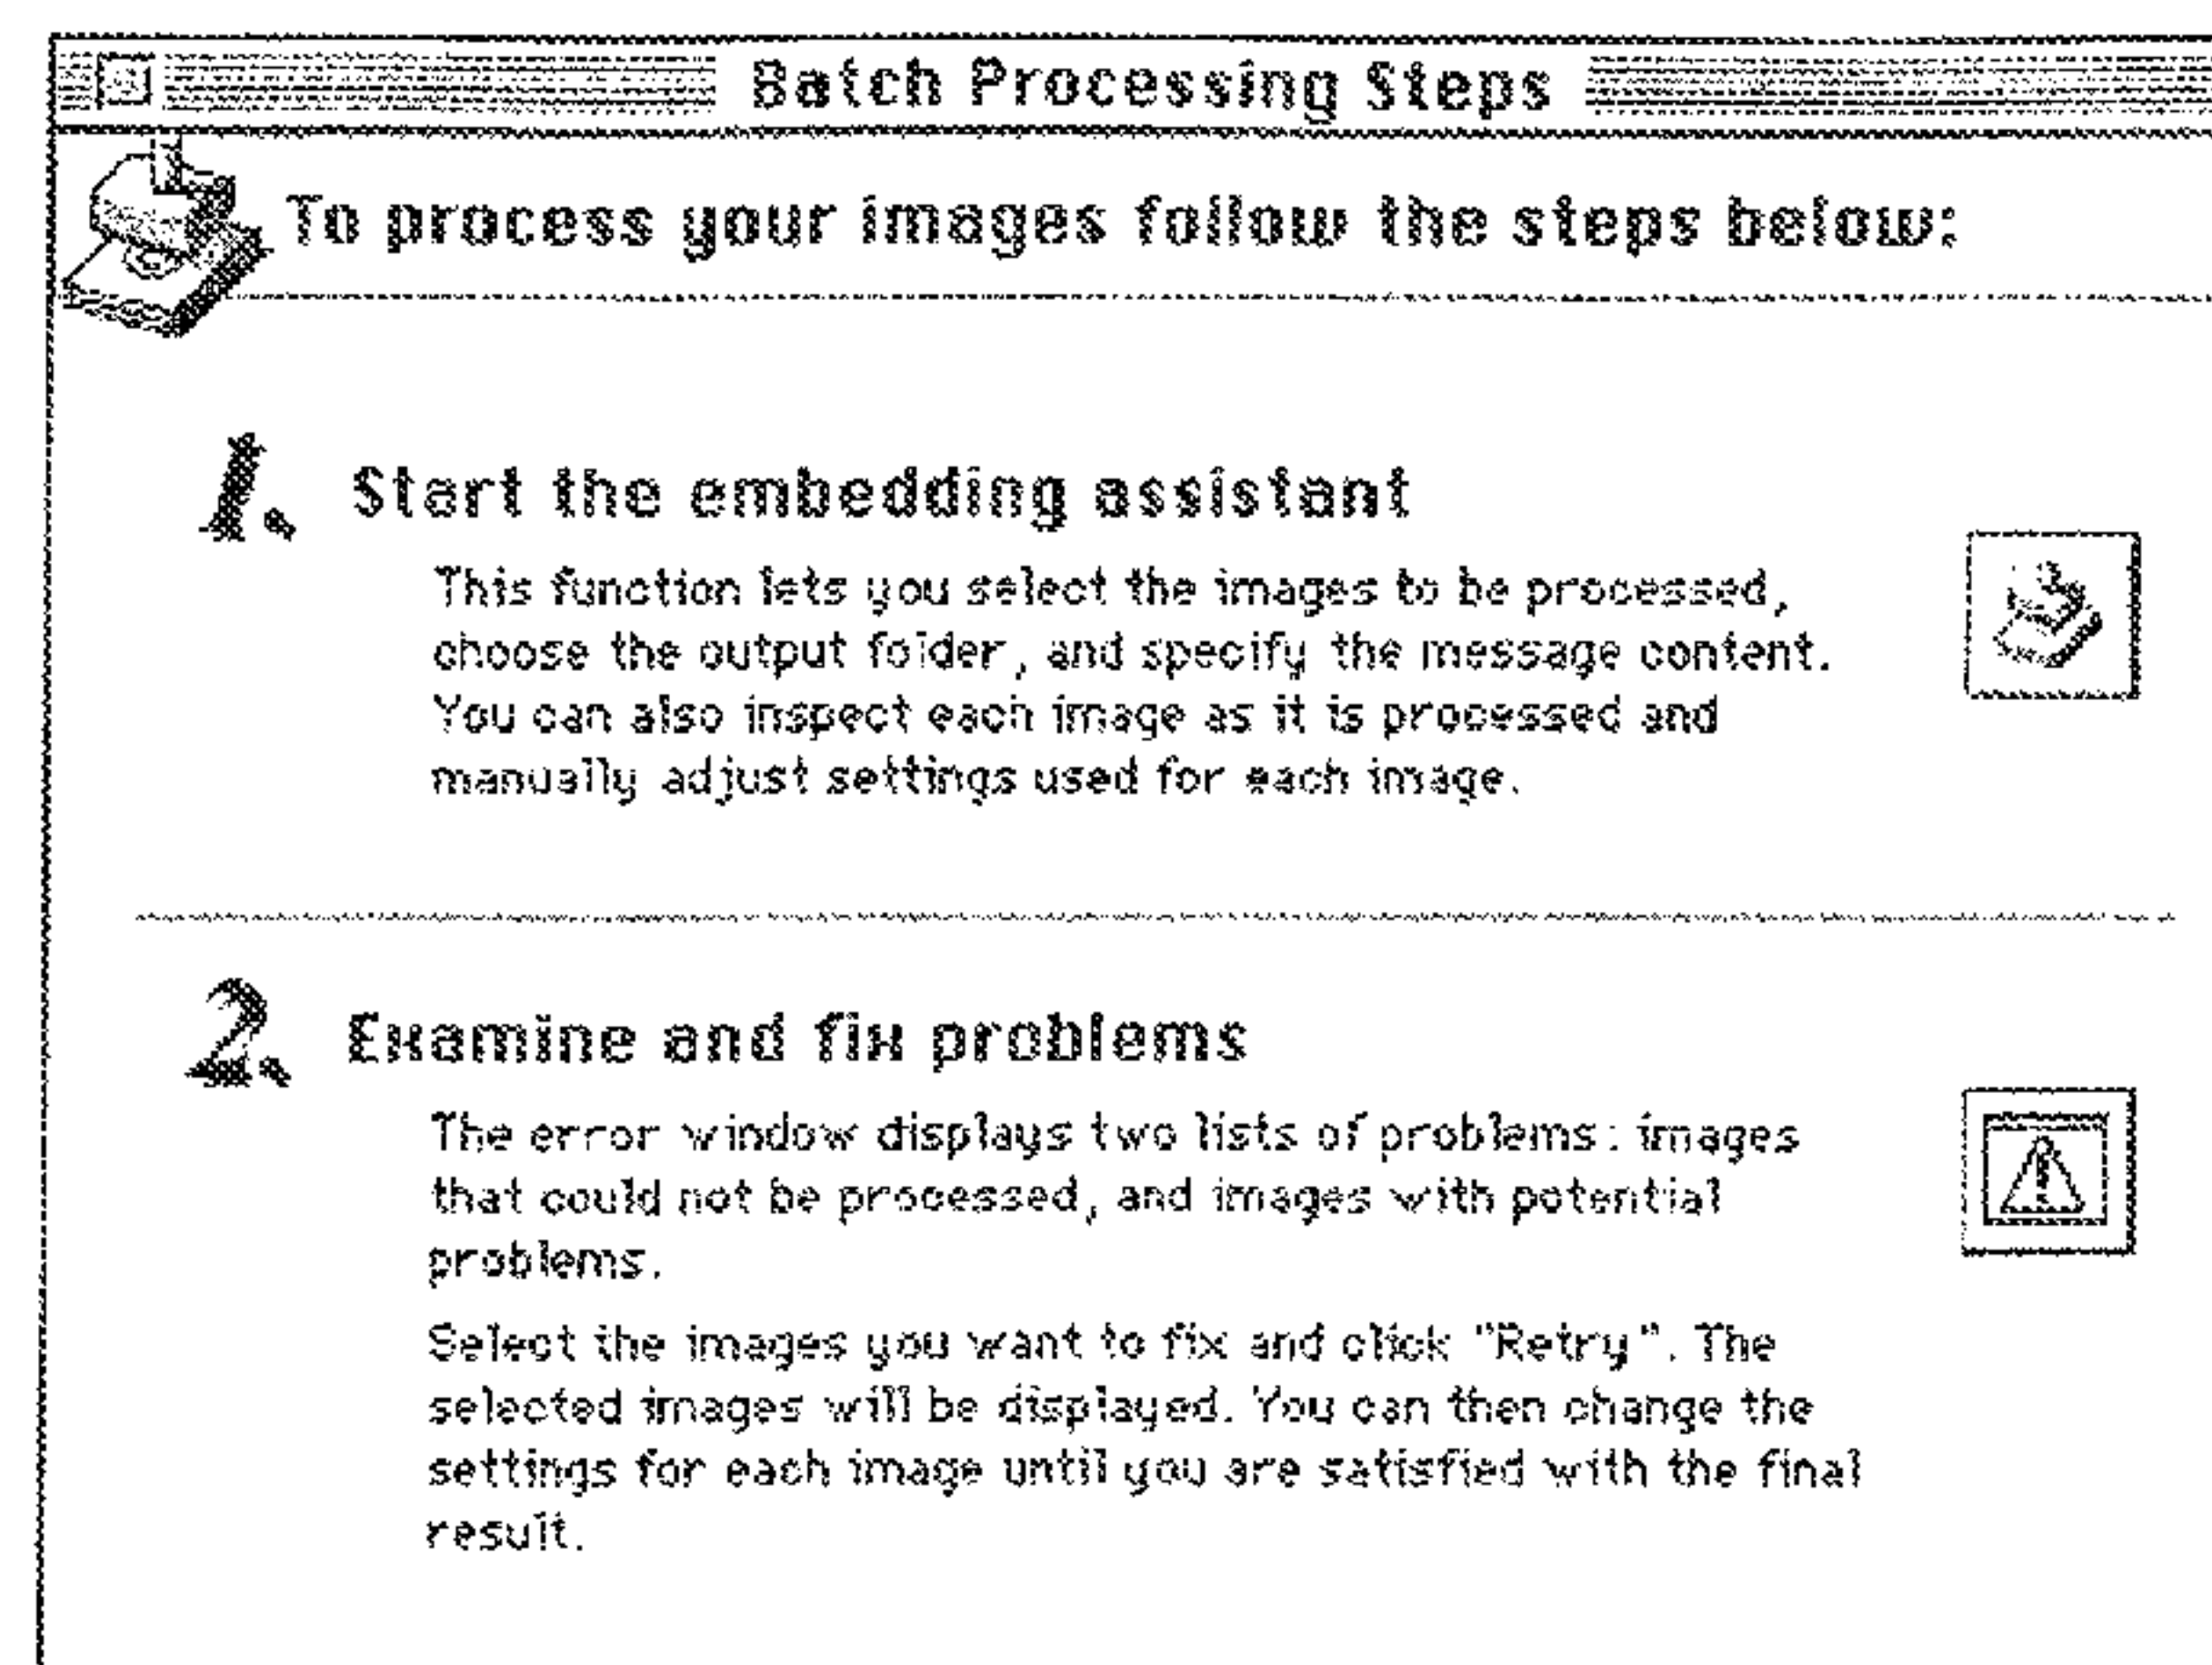 Batch Processing Steps
To process your images follow the steps below:
1. Start the embedding assistant
This function lets you select the images to be processed,
choose the output folder, and specify the message content.
You can also inspect each image as it is processed and
manually adjust settings used for each image.
2. Examine and fix problems
The error window displays two lists of problems: images
that could not be processed, and images with potential
problems.
Select the images you want to fix and click "Retry". The
selected images will be displayed. You can then change the
settings for each image until you are satisfied with the final
result.